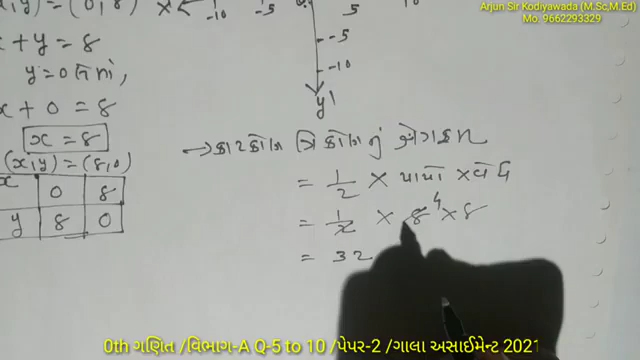 Arjun Sir Kodiyawada (M.Sc,M.Ed)
Mo. 9662293329
(x,y) = (0,8)
x
-10 -5 5 10
-5
-10
y'
x + y = 8
y = 0 લેતાં,
x + 0 = 8
x = 8
(x,y) = (8,0)
x 0 8
y 8 0
→ કાટકોણ ત્રિકોણનું ક્ષેત્રફળ
= 1/2 × પાયો × વેધ
= 1/2 × 8 4 × 8
= 32
0th ગણિત /વિભાગ-A Q-5 to 10 /પેપર-2 /ગાલા અસાઈમેન્ટ 2021